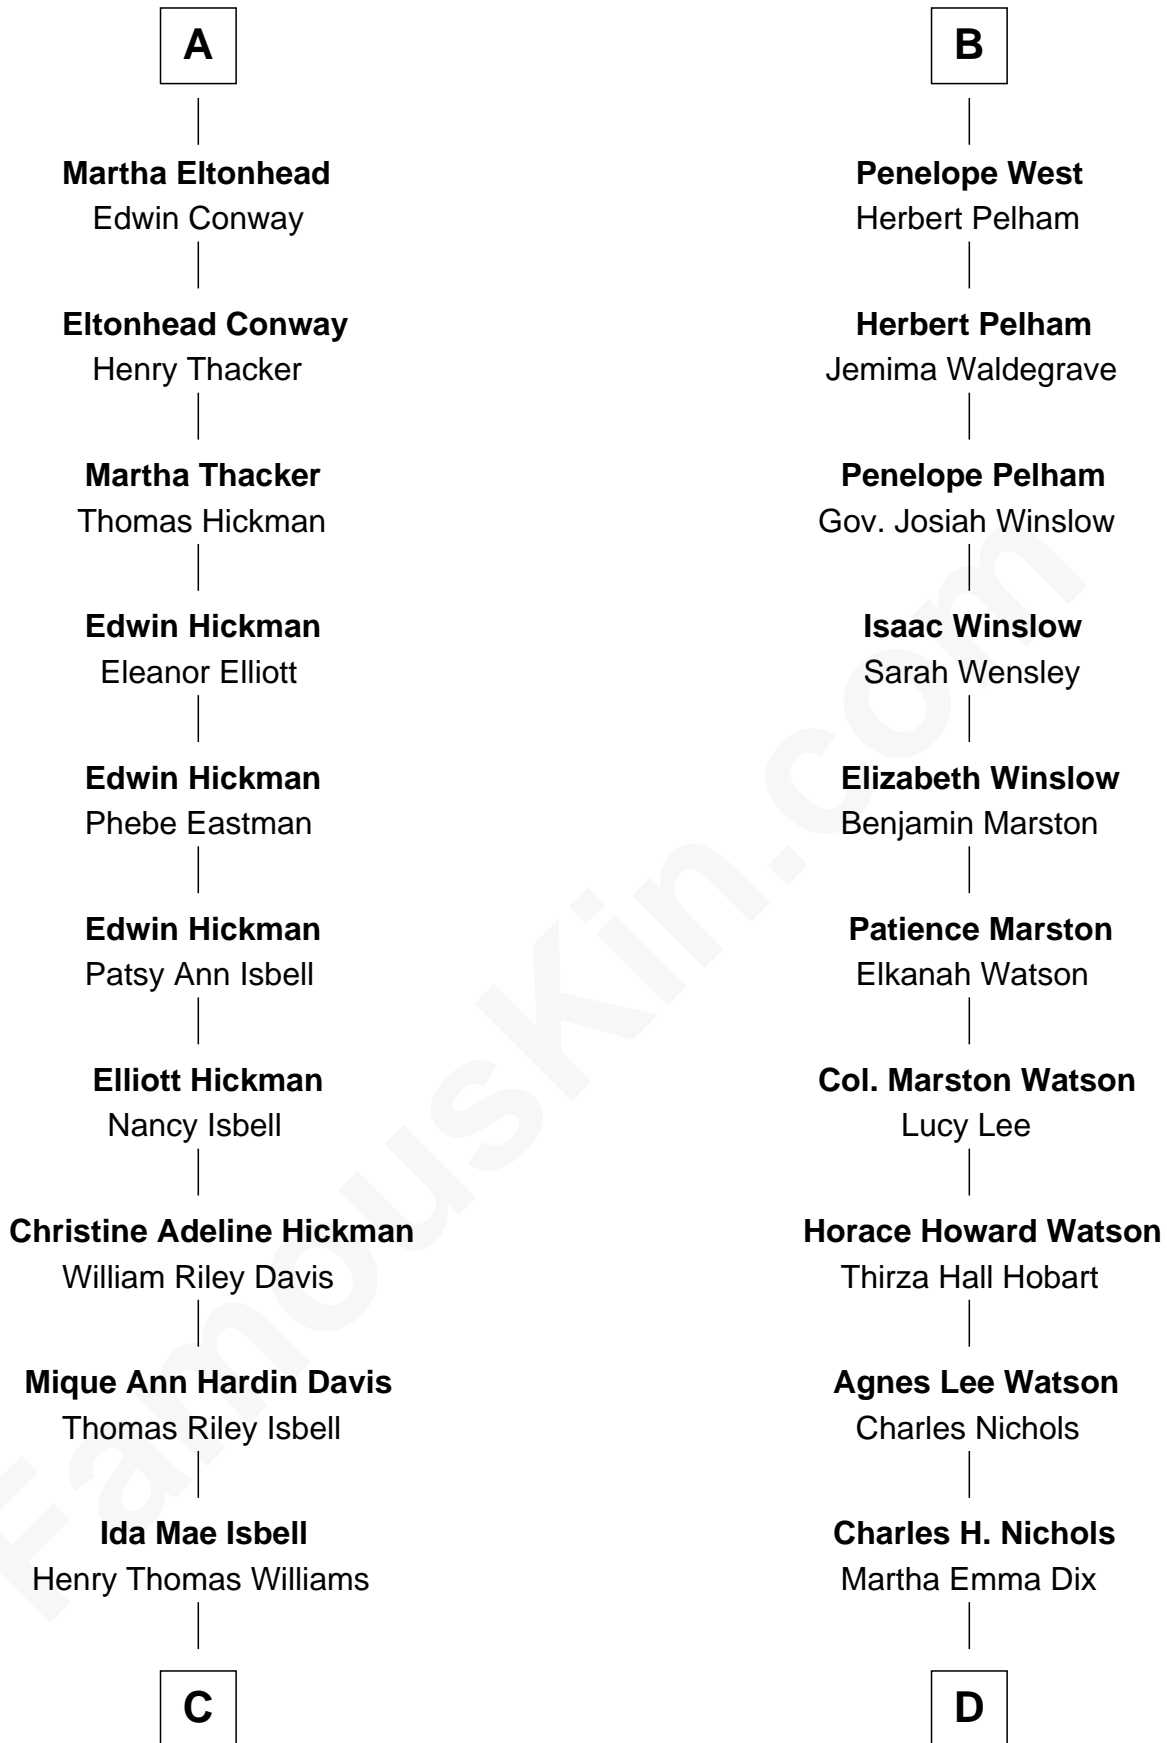 A
Martha Eltonhead
Edwin Conway
Eltonhead Conway
Henry Thacker
Martha Thacker
Thomas Hickman
Edwin Hickman
Eleanor Elliott
Edwin Hickman
Phebe Eastman
Edwin Hickman
Patsy Ann Isbell
Elliott Hickman
Nancy Isbell
Christine Adeline Hickman
William Riley Davis
Mique Ann Hardin Davis
Thomas Riley Isbell
Ida Mae Isbell
Henry Thomas Williams
C
B
Penelope West
Herbert Pelham
Herbert Pelham
Jemima Waldegrave
Penelope Pelham
Gov. Josiah Winslow
Isaac Winslow
Sarah Wensley
Elizabeth Winslow
Benjamin Marston
Patience Marston
Elkanah Watson
Col. Marston Watson
Lucy Lee
Horace Howard Watson
Thirza Hall Hobart
Agnes Lee Watson
Charles Nichols
Charles H. Nichols
Martha Emma Dix
D
FamousKin.com